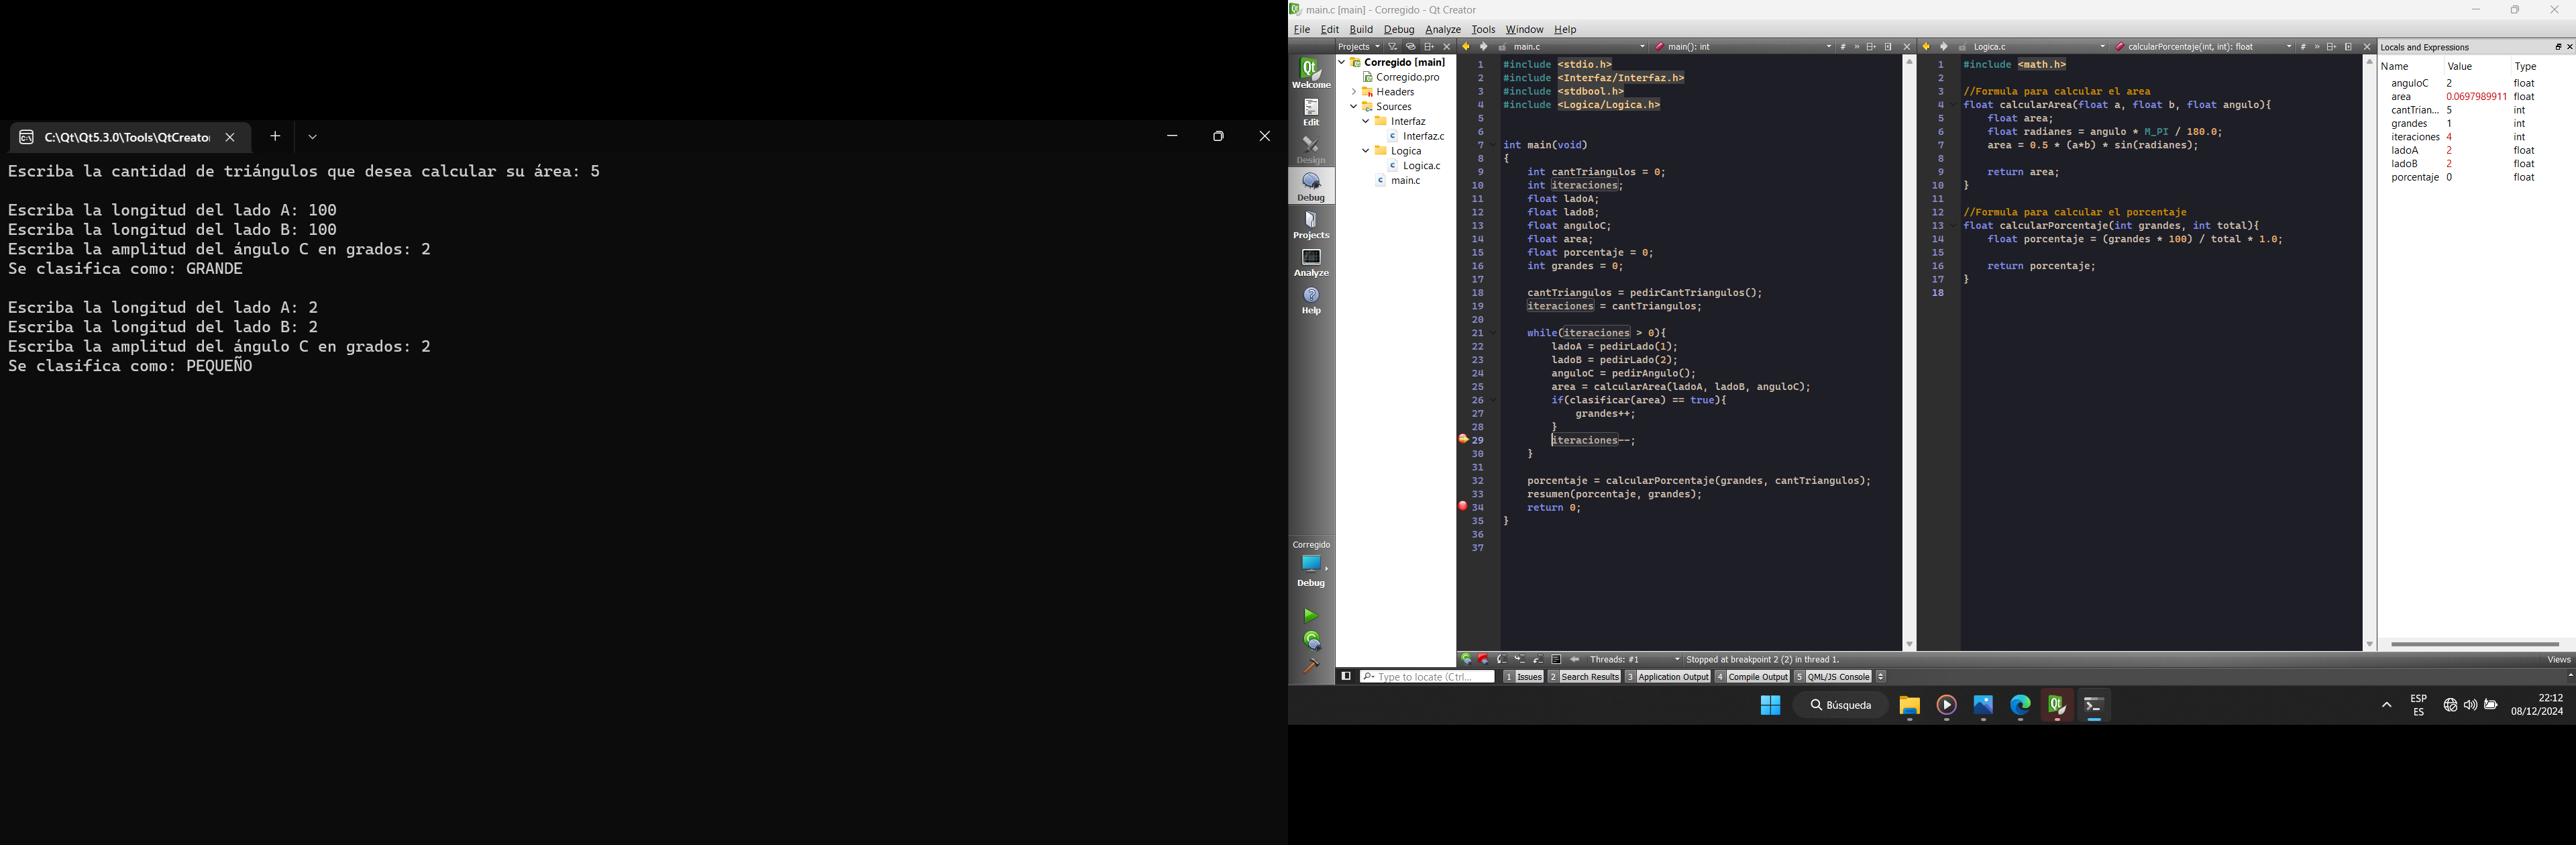 C:\Qt\Qt5.3.0\Tools\QtCreato
Escriba la cantidad de triángulos que desea calcular su área: 5
Escriba la longitud del lado A: 100
Escriba la longitud del lado B: 100
Escriba la amplitud del ángulo C en grados: 2
Se clasifica como: GRANDE
Escriba la longitud del lado A: 2
Escriba la longitud del lado B: 2
Escriba la amplitud del ángulo C en grados: 2
Se clasifica como: PEQUEÑO
main.c [main] - Corregido - Qt Creator
File Edit Build Debug Analyze Tools Window Help
Welcome
Edit
Design
Debug
Projects
Analyze
Help
Corregido
Debug
Projects
Corregido [main]
Corregido.pro
Headers
Sources
Interfaz
Interfaz.c
Logica
Logica.c
main.c
main.c main(): int #
1 #include <stdio.h>
2 #include <Interfaz/Interfaz.h>
3 #include <stdbool.h>
4 #include <Logica/Logica.h>
5
6
7 int main(void)
8 {
9 int cantTriangulos = 0;
10 int iteraciones;
11 float ladoA;
12 float ladoB;
13 float anguloC;
14 float area;
15 float porcentaje = 0;
16 int grandes = 0;
17
18 cantTriangulos = pedirCantTriangulos();
19 iteraciones = cantTriangulos;
20
21 while(iteraciones > 0){
22 ladoA = pedirLado(1);
23 ladoB = pedirLado(2);
24 anguloC = pedirAngulo();
25 area = calcularArea(ladoA, ladoB, anguloC);
26 if(clasificar(area) == true){
27 grandes++;
28 }
29 iteraciones--;
30 }
31
32 porcentaje = calcularPorcentaje(grandes, cantTriangulos);
33 resumen(porcentaje, grandes);
34 return 0;
35 }
36
37
Logica.c calcularPorcentaje(int, int): float #
1 #include <math.h>
2
3 //Formula para calcular el area
4 float calcularArea(float a, float b, float angulo){
5 float area;
6 float radianes = angulo * M_PI / 180.0;
7 area = 0.5 * (a*b) * sin(radianes);
8
9 return area;
10 }
11
12 //Formula para calcular el porcentaje
13 float calcularPorcentaje(int grandes, int total){
14 float porcentaje = (grandes * 100) / total * 1.0;
15
16 return porcentaje;
17 }
18
Locals and Expressions
Name Value Type
anguloC 2 float
area 0.0697989911 float
cantTrian... 5 int
grandes 1 int
iteraciones 4 int
ladoA 2 float
ladoB 2 float
porcentaje 0 float
Threads: #1 Stopped at breakpoint 2 (2) in thread 1. Views
Type to locate (Ctrl... 1 Issues 2 Search Results 3 Application Output 4 Compile Output 5 QML/JS Console
Búsqueda
ESP
ES
22:12
08/12/2024